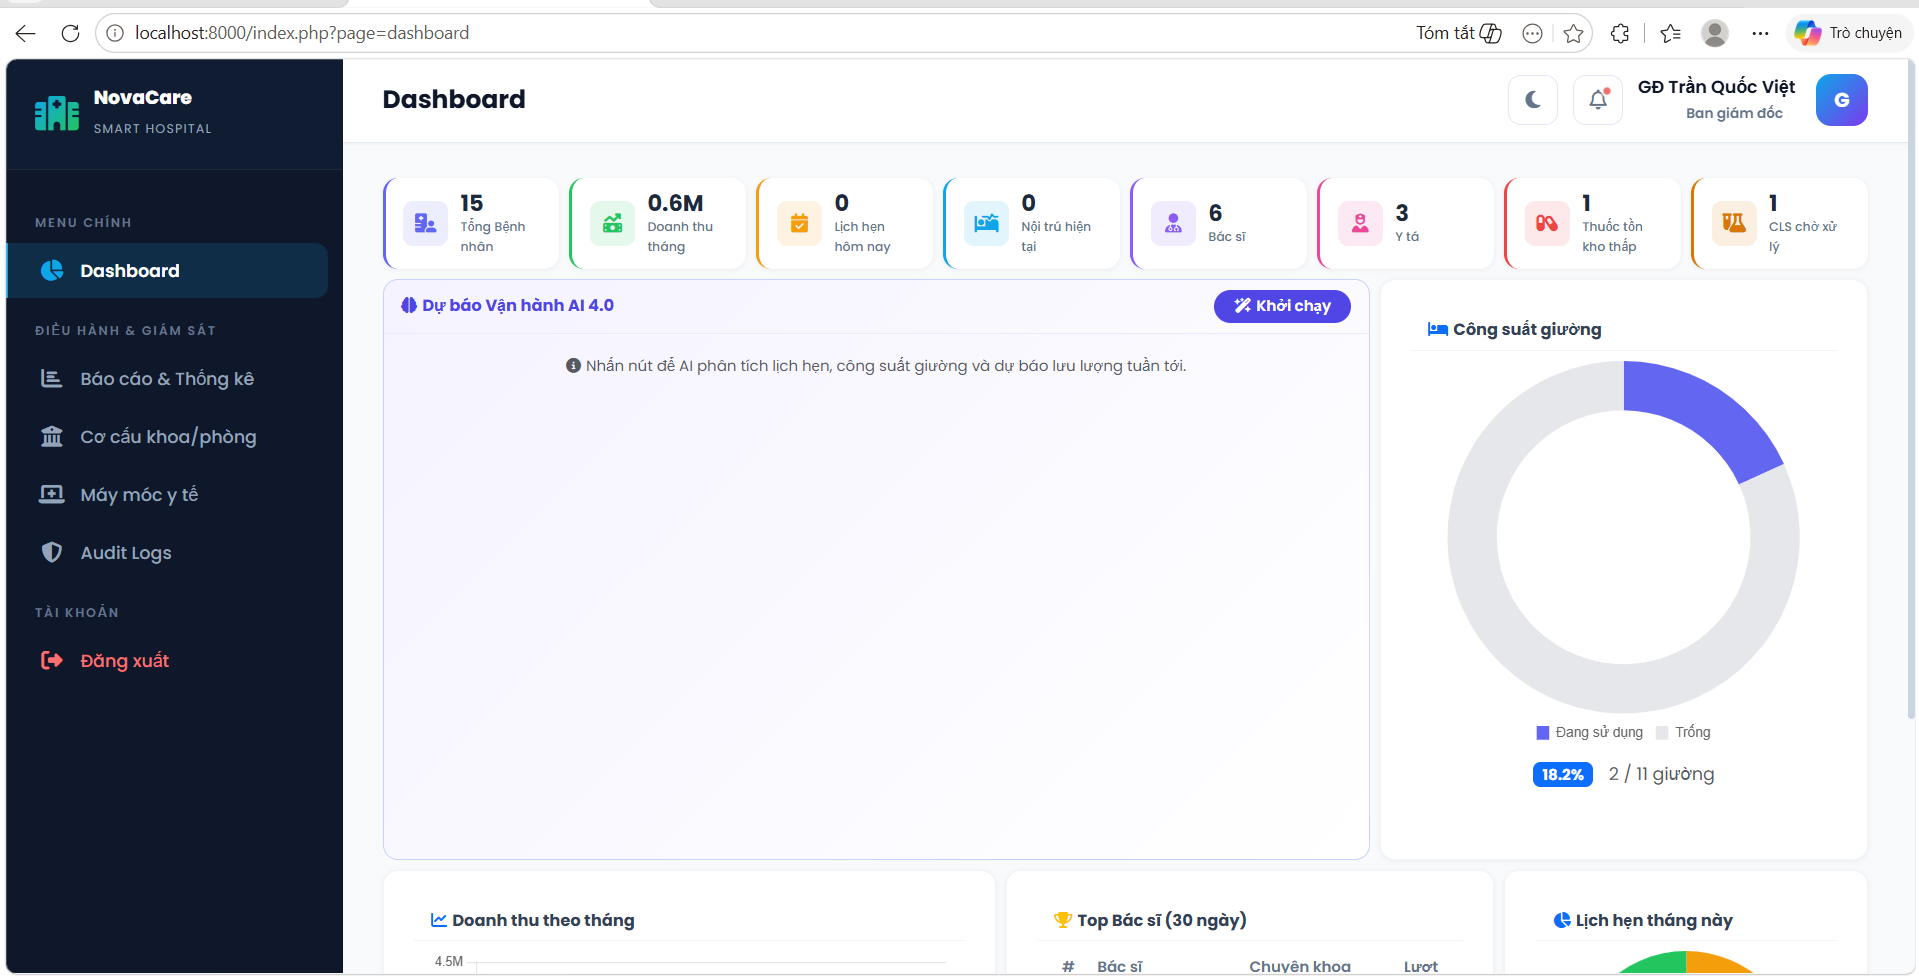 localhost:8000/index.php?page=dashboard
Tóm tắt
Trò chuyện
NovaCare
SMART HOSPITAL
MENU CHÍNH
Dashboard
ĐIỀU HÀNH & GIÁM SÁT
Báo cáo & Thống kê
Cơ cấu khoa/phòng
Máy móc y tế
Audit Logs
TÀI KHOẢN
Đăng xuất
Dashboard
GĐ Trần Quốc Việt
Ban giám đốc
G
15
Tổng Bệnh
nhân
0.6M
Doanh thu
tháng
0
Lịch hẹn
hôm nay
0
Nội trú hiện
tại
6
Bác sĩ
3
Y tá
1
Thuốc tồn
kho thấp
1
CLS chờ xử
lý
Dự báo Vận hành AI 4.0
Khởi chạy
Nhấn nút để AI phân tích lịch hẹn, công suất giường và dự báo lưu lượng tuần tới.
Công suất giường
Đang sử dụng
Trống
18.2%
2 / 11 giường
Doanh thu theo tháng
4.5M
Top Bác sĩ (30 ngày)
# Bác sĩ Chuyên khoa Lượt
Lịch hẹn tháng này